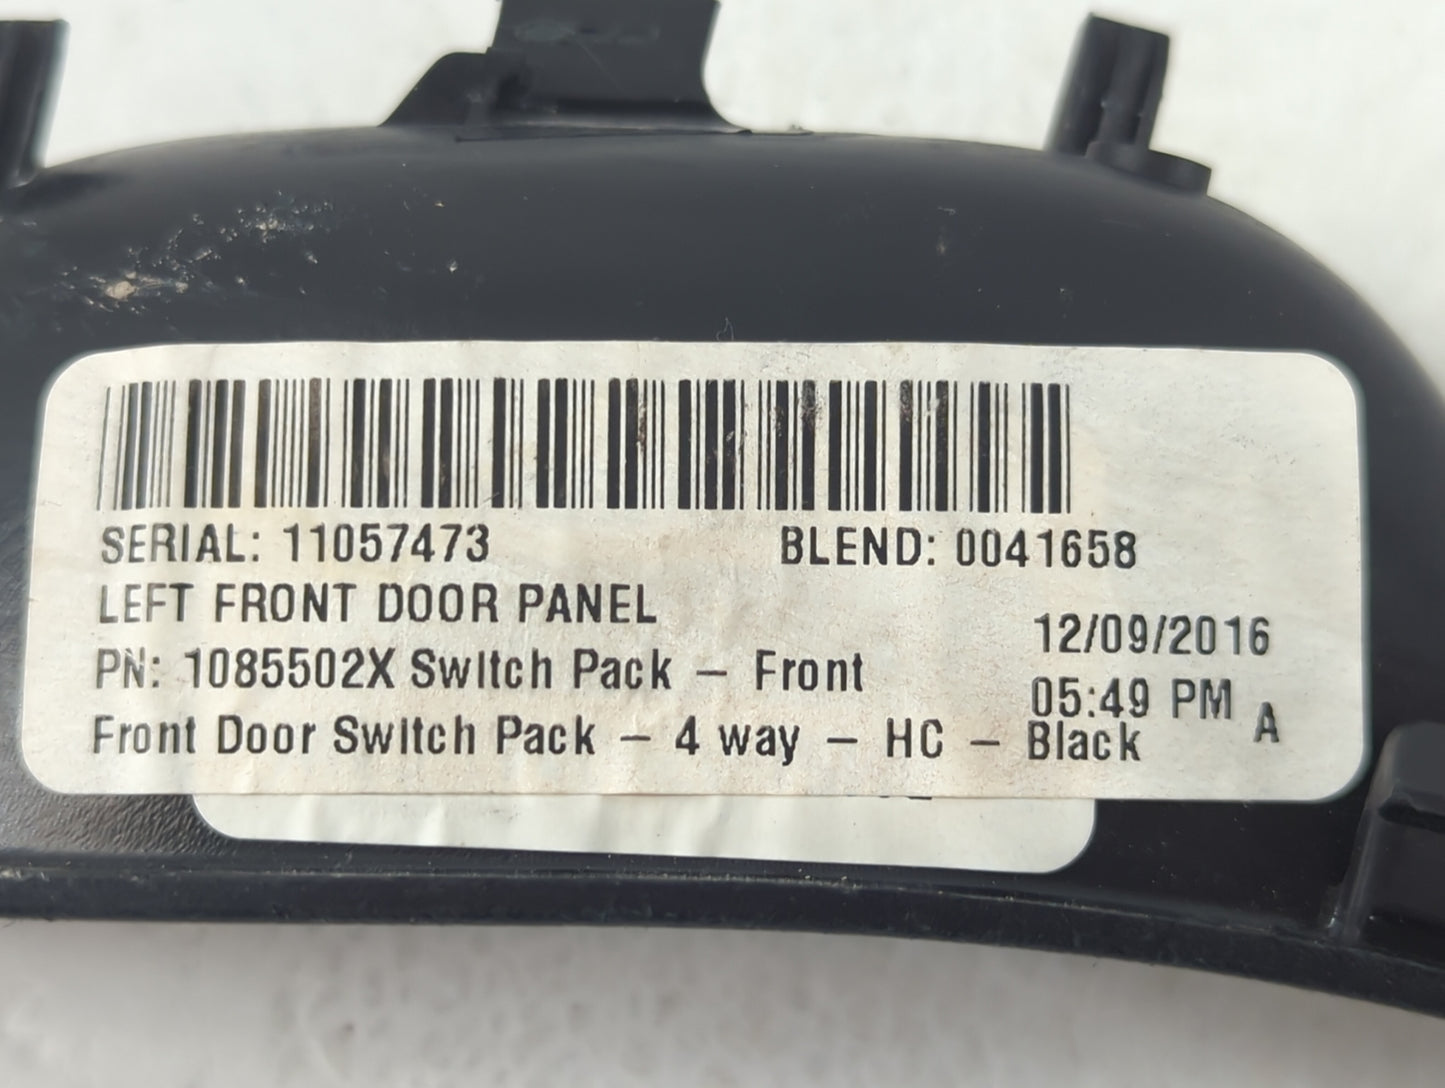 SERIAL: 11057473 BLEND: 0041658
LEFT FRONT DOOR PANEL
12/09/2016
PN: 1085502X Switch Pack - Front
05:49 PM A
Front Door Switch Pack - 4 way - HC - Black